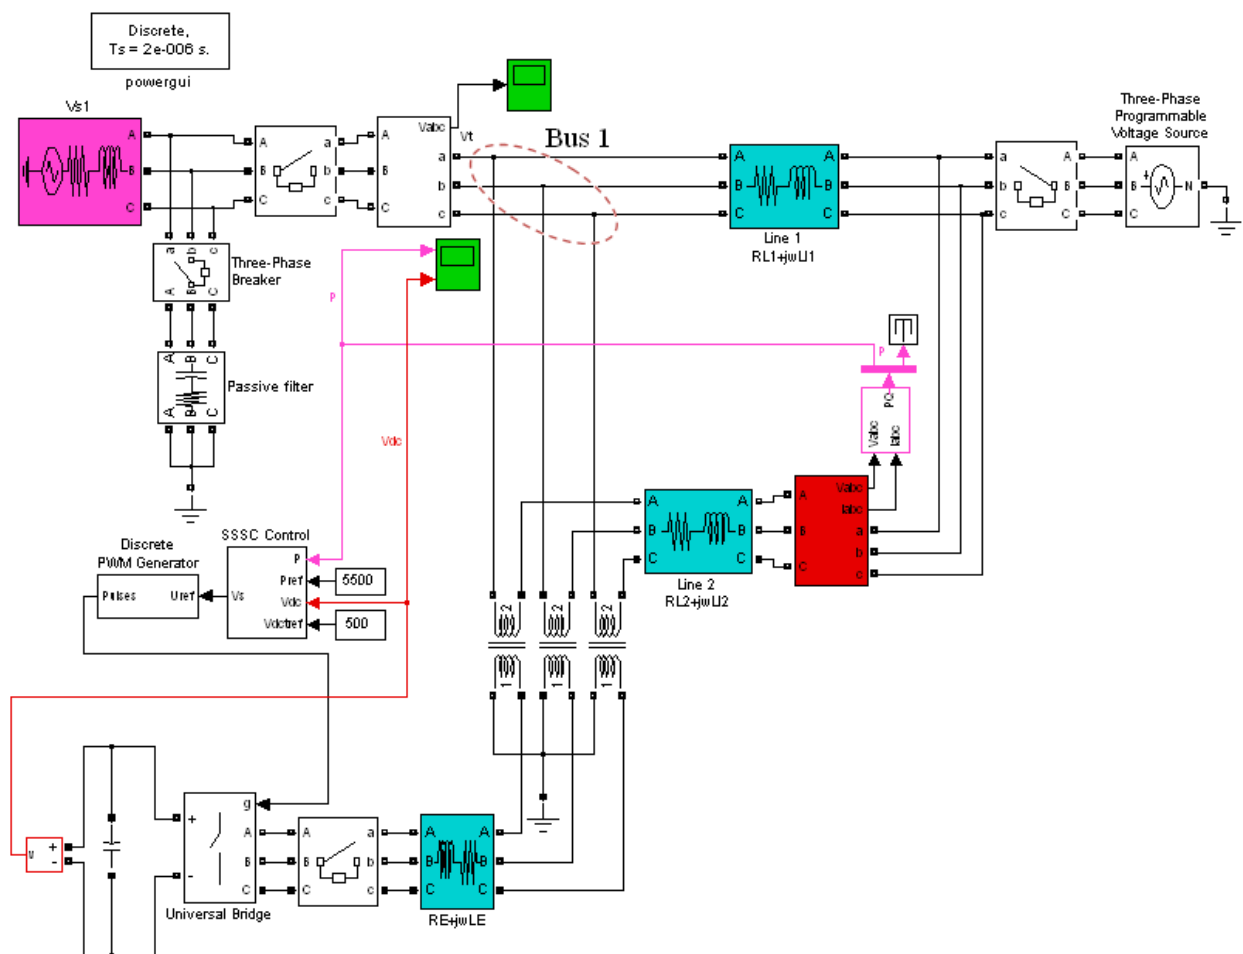 Discrete,
Ts = 2e-006 s.
powergui
Vs1
A
B
C
A
B
C
a
b
c
A
B
C
Vabc
a
b
c
Vt
Bus 1
A
B
C
A
B
C
Line 1
RL1+jwLl1
a
b
c
A
B
C
Three-Phase
Programmable
Voltage Source
A
B
C
N
a
b
c
A
B
C
Three-Phase
Breaker
A
B
C
A
B
C
Passive filter
P
Vdc
P
PQ
Vabc
Iabc
A
B
C
Vabc
Iabc
a
b
c
A
B
C
A
B
C
Line 2
RL2+jwLl2
SSSC Control
P
Pref
Vdc
Vdctref
Vs
5500
500
Discrete
PWM Generator
Pulses
Uref
2
2
2
1
1
1
v
+
-
+
-
g
A
B
C
Universal Bridge
A
B
C
a
b
c
A
B
C
A
B
C
RE+jwLE